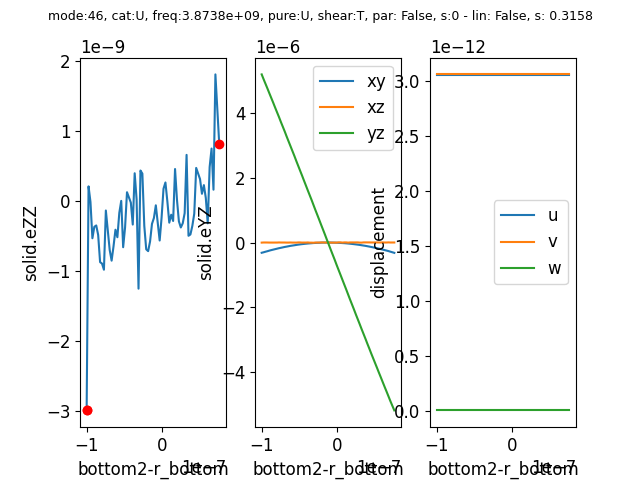 mode:46, cat:U, freq:3.8738e+09, pure:U, shear:T, par: False, s:0 - lin: False, s: 0.3158
1e−9
2
1
0
−1
−2
−3
solid.eZZ
−1 0
1e−7
bottom2-r_bottom
1e−6
4
2
0
−2
−4
solid.eYZ
xy
xz
yz
−1 0
1e−7
bottom2-r_bottom
1e−12
3.0
2.5
2.0
1.5
1.0
0.5
0.0
displacement
u
v
w
−1 0
1e−7
bottom2-r_bottom